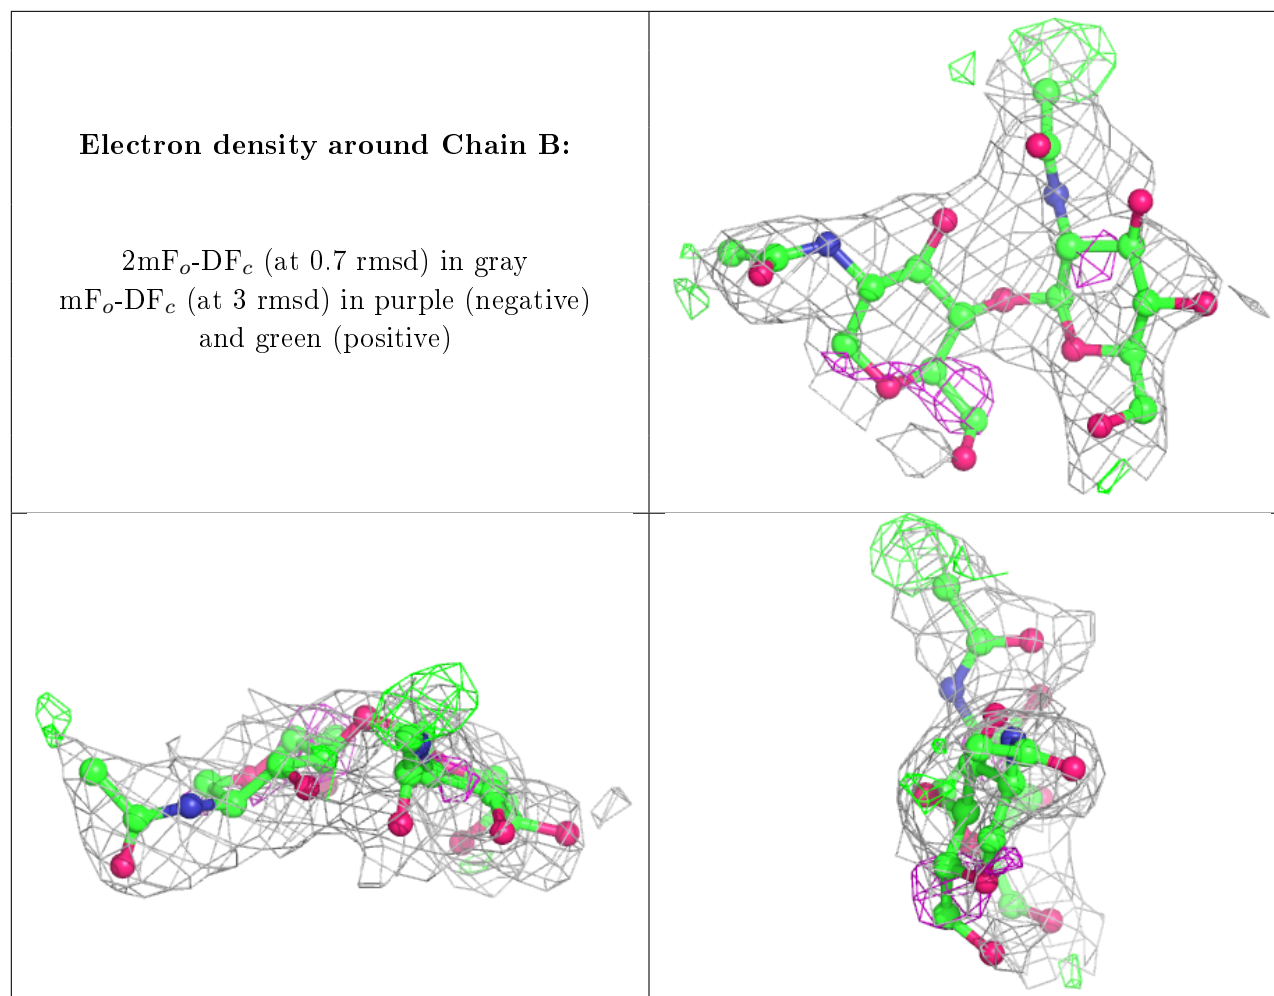 Electron density around Chain B:
2mFₒ-DF𝒸 (at 0.7 rmsd) in gray
mFₒ-DF𝒸 (at 3 rmsd) in purple (negative)
and green (positive)